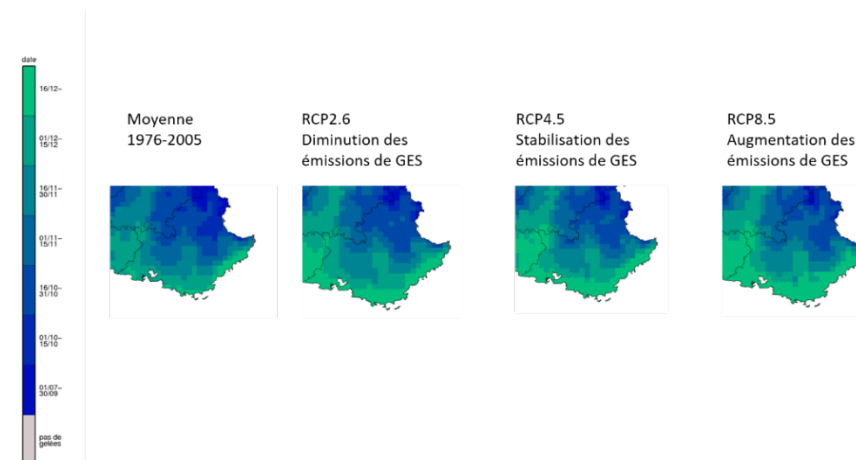 date
16/12–
01/12–
15/12
16/11–
30/11
01/11–
15/11
16/10–
31/10
01/10–
15/10
01/07–
30/09
pas de
gelées
Moyenne
1976-2005
RCP2.6
Diminution des
émissions de GES
RCP4.5
Stabilisation des
émissions de GES
RCP8.5
Augmentation des
émissions de GES